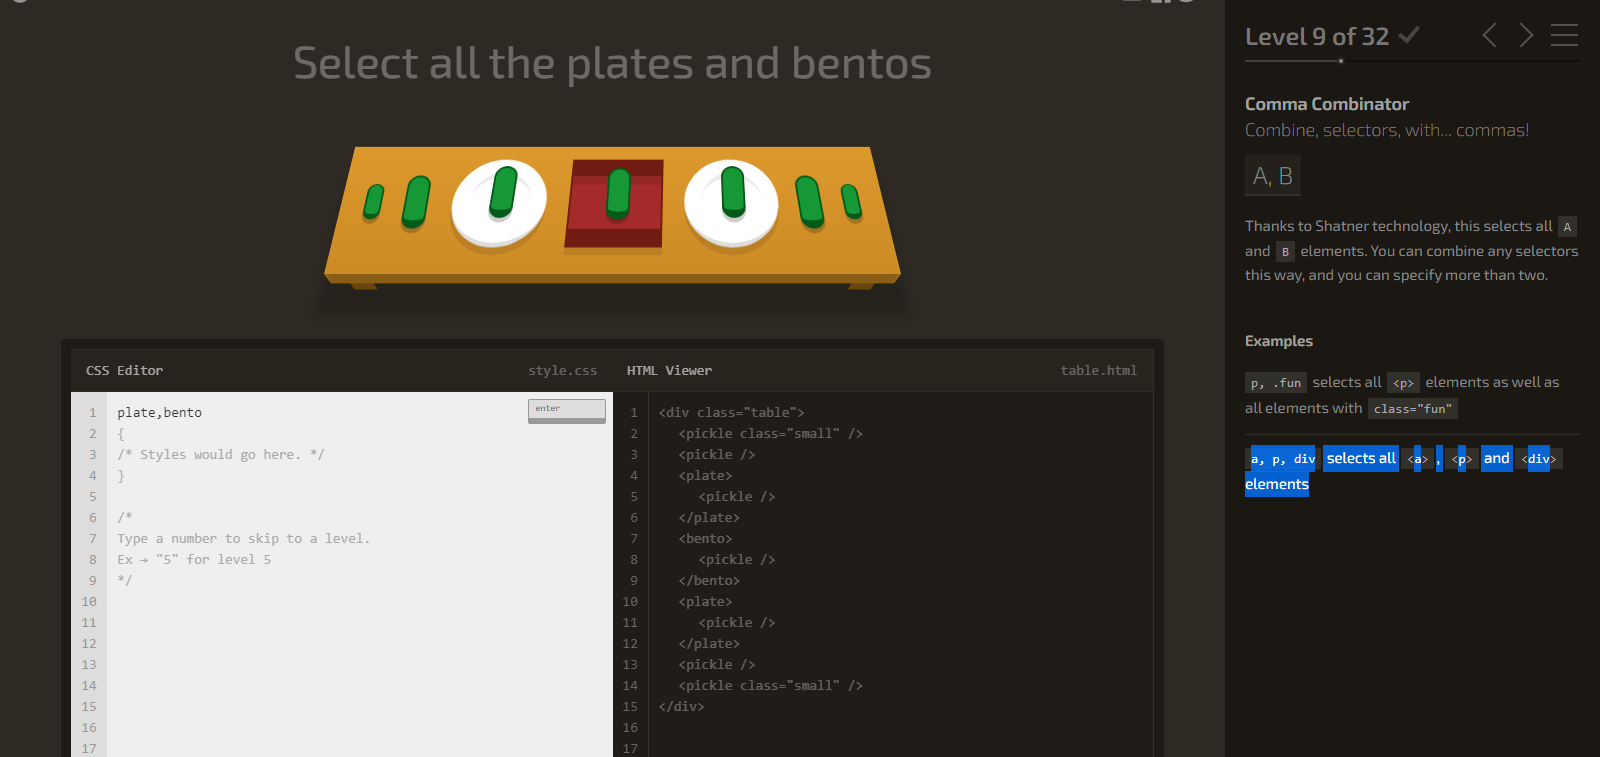 Select all the plates and bentos
CSS Editor
style.css
HTML Viewer
table.html
1
2
3
4
5
6
7
8
9
10
11
12
13
14
15
16
17
plate,bento
{
/* Styles would go here. */
}
/*
Type a number to skip to a level.
Ex → "5" for level 5
*/
enter
1
2
3
4
5
6
7
8
9
10
11
12
13
14
15
16
17
<div class="table">
<pickle class="small" />
<pickle />
<plate>
<pickle />
</plate>
<bento>
<pickle />
</bento>
<plate>
<pickle />
</plate>
<pickle />
<pickle class="small" />
</div>
Level 9 of 32
Comma Combinator
Combine, selectors, with... commas!
A, B
Thanks to Shatner technology, this selects all A
and B elements. You can combine any selectors
this way, and you can specify more than two.
Examples
p, .fun selects all <p> elements as well as
all elements with class="fun"
a, p, div selects all <a> , <p> and <div>
elements